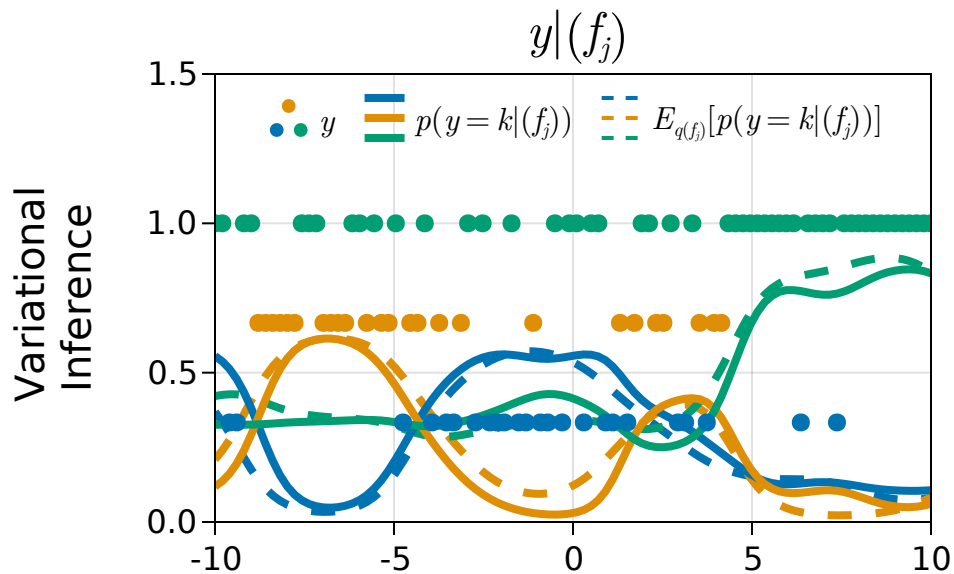 y|(f_j)
y
p(y = k|(f_j))
E_{q(f_j)}[p(y = k|(f_j))]
Variational
Inference
1.5
1.0
0.5
0.0
-10
-5
0
5
10